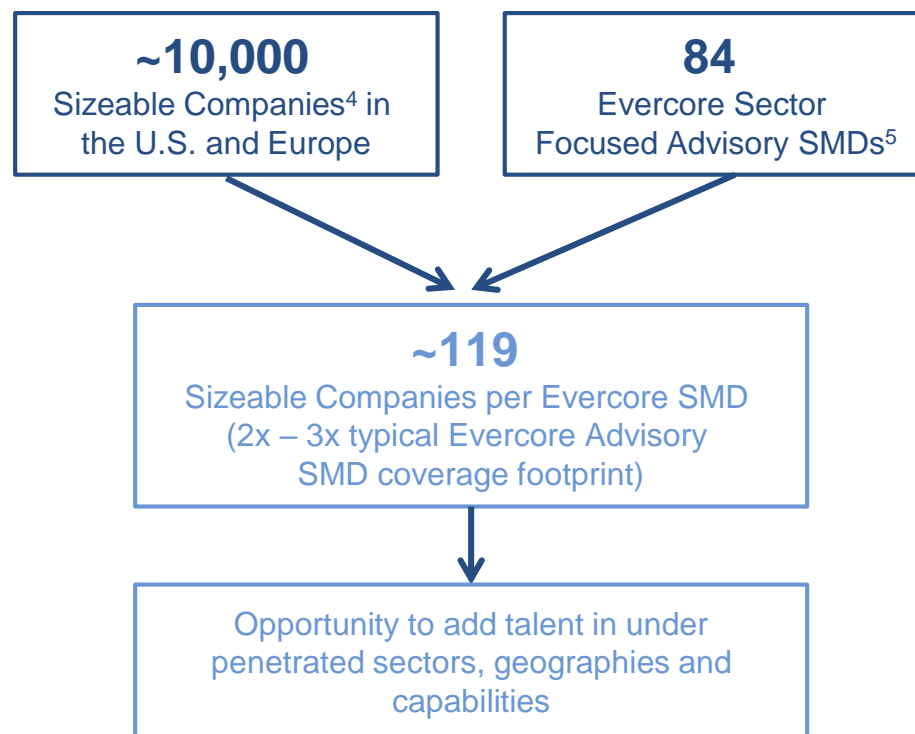 ~10,000
Sizeable Companies⁴ in
the U.S. and Europe
84
Evercore Sector
Focused Advisory SMDs⁵
~119
Sizeable Companies per Evercore SMD
(2x – 3x typical Evercore Advisory
SMD coverage footprint)
Opportunity to add talent in under
penetrated sectors, geographies and
capabilities